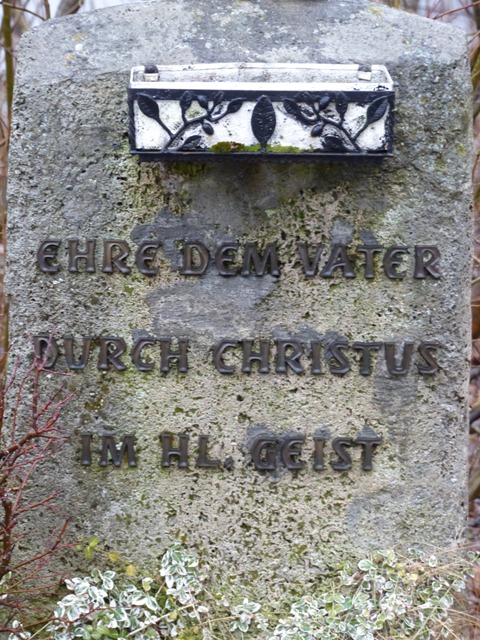 EHRE DEM VATER
DURCH CHRISTUS
IM HL. GEIST